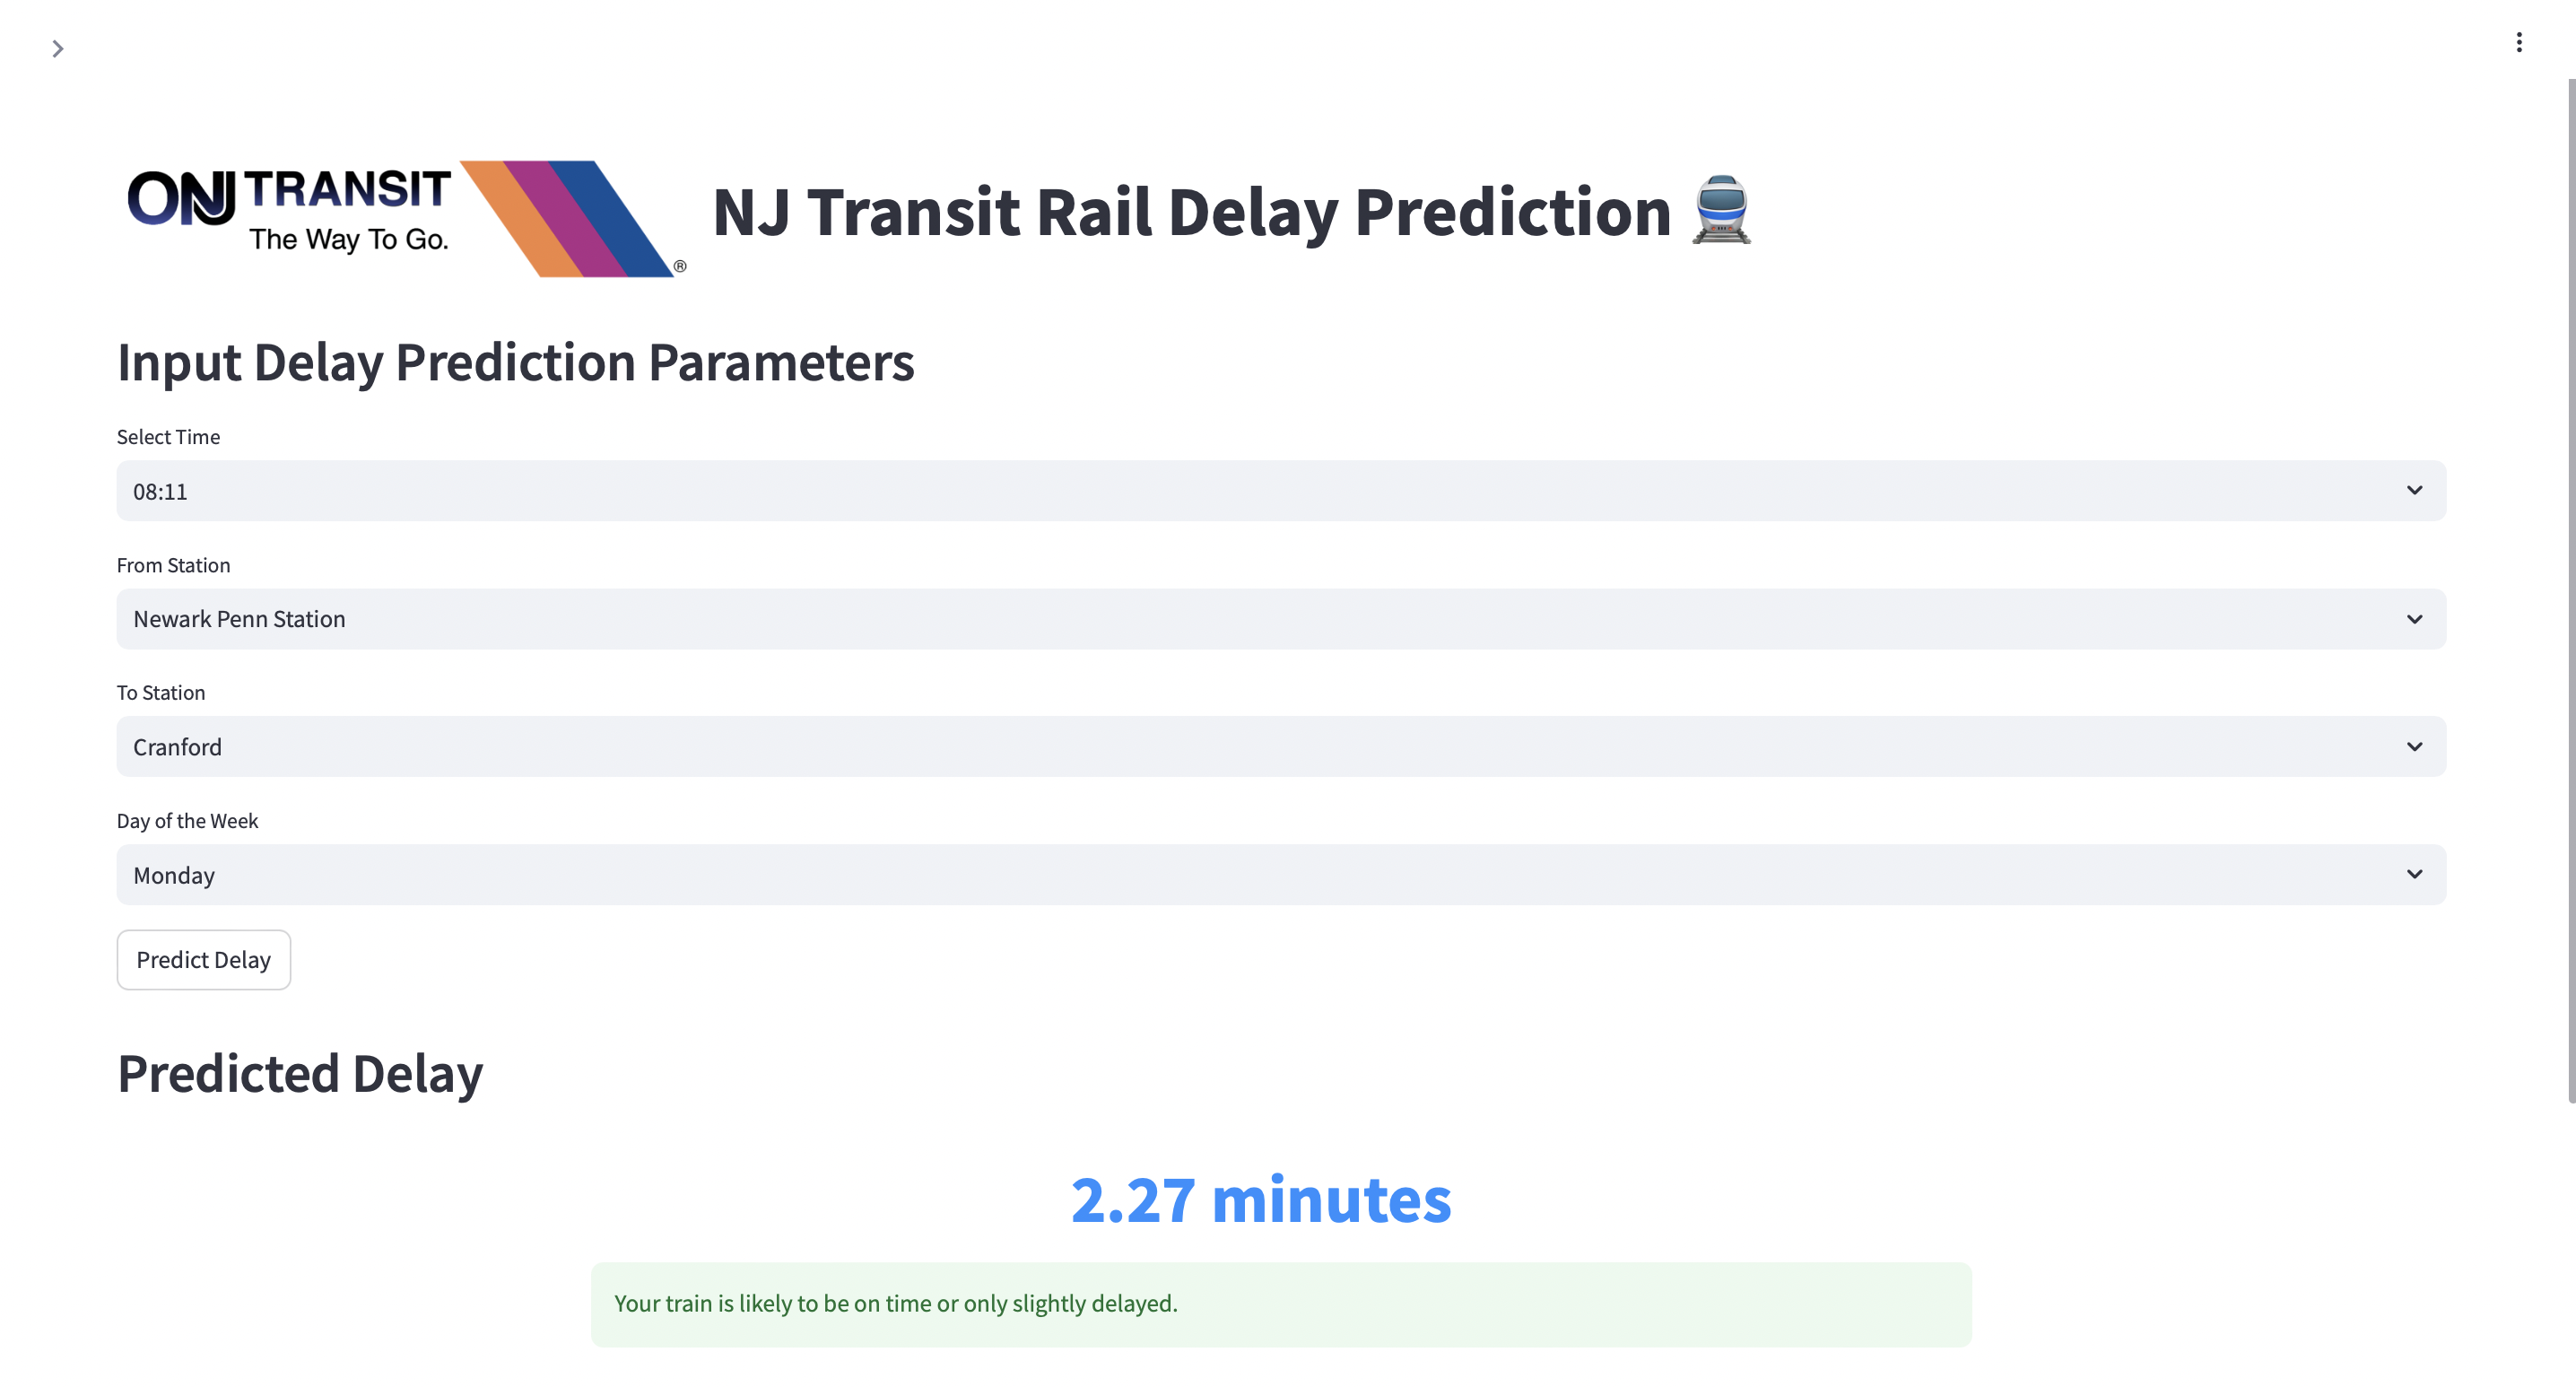 ONJ TRANSIT
The Way To Go.
®
NJ Transit Rail Delay Prediction
Input Delay Prediction Parameters
Select Time
08:11
From Station
Newark Penn Station
To Station
Cranford
Day of the Week
Monday
Predict Delay
Predicted Delay
2.27 minutes
Your train is likely to be on time or only slightly delayed.